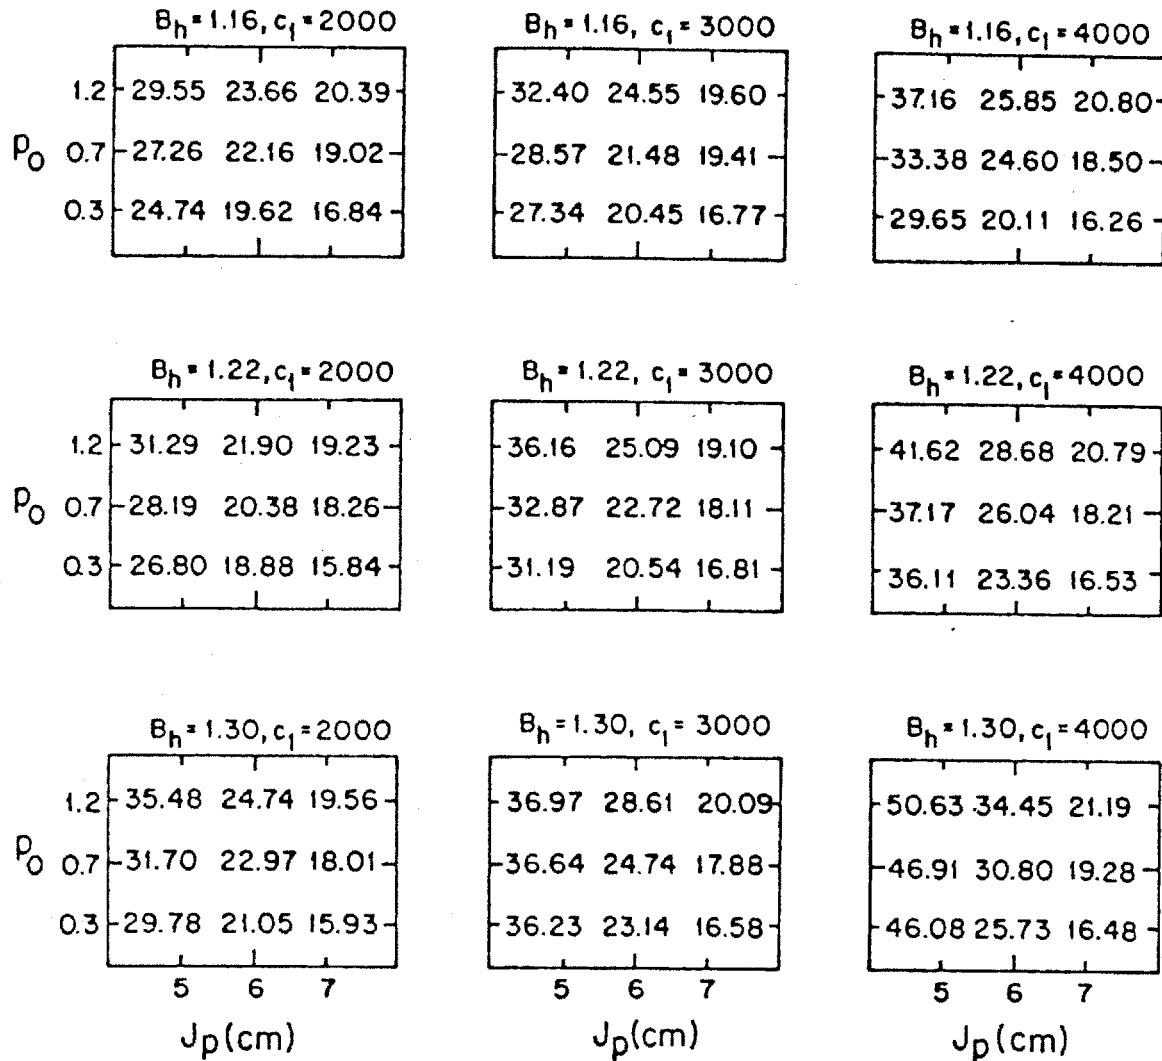 B_h = 1.16, c_1 = 2000 B_h = 1.16, c_1 = 3000 B_h = 1.16, c_1 = 4000
1.2 29.55 23.66 20.39 32.40 24.55 19.60 37.16 25.85 20.80
p_0 0.7 27.26 22.16 19.02 28.57 21.48 19.41 33.38 24.60 18.50
0.3 24.74 19.62 16.84 27.34 20.45 16.77 29.65 20.11 16.26
B_h = 1.22, c_1 = 2000 B_h = 1.22, c_1 = 3000 B_h = 1.22, c_1 = 4000
1.2 31.29 21.90 19.23 36.16 25.09 19.10 41.62 28.68 20.79
p_0 0.7 28.19 20.38 18.26 32.87 22.72 18.11 37.17 26.04 18.21
0.3 26.80 18.88 15.84 31.19 20.54 16.81 36.11 23.36 16.53
B_h = 1.30, c_1 = 2000 B_h = 1.30, c_1 = 3000 B_h = 1.30, c_1 = 4000
1.2 35.48 24.74 19.56 36.97 28.61 20.09 50.63 34.45 21.19
p_0 0.7 31.70 22.97 18.01 36.64 24.74 17.88 46.91 30.80 19.28
0.3 29.78 21.05 15.93 36.23 23.14 16.58 46.08 25.73 16.48
5 6 7 5 6 7 5 6 7
J_p (cm) J_p (cm) J_p (cm)